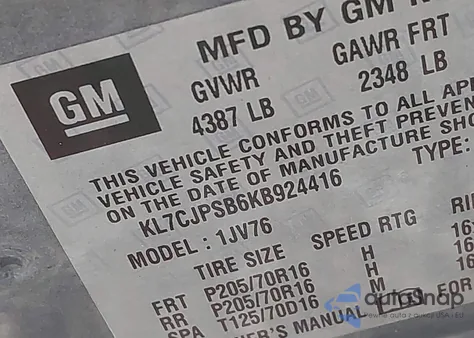 MFD BY GM
GM
GVWR GAWR FRT
4387 LB 2348 LB
THIS VEHICLE CONFORMS TO ALL
VEHICLE SAFETY AND THEFT
ON THE DATE OF MANUFACTURE
KL7CJPSB6KB924416 TYPE:
MODEL : 1JV76
TIRE SIZE SPEED RTG
FRT P205/70R16 H
RR P205/70R16 H
SPA T125/70D16 M
MANUAL FOR
autosnap